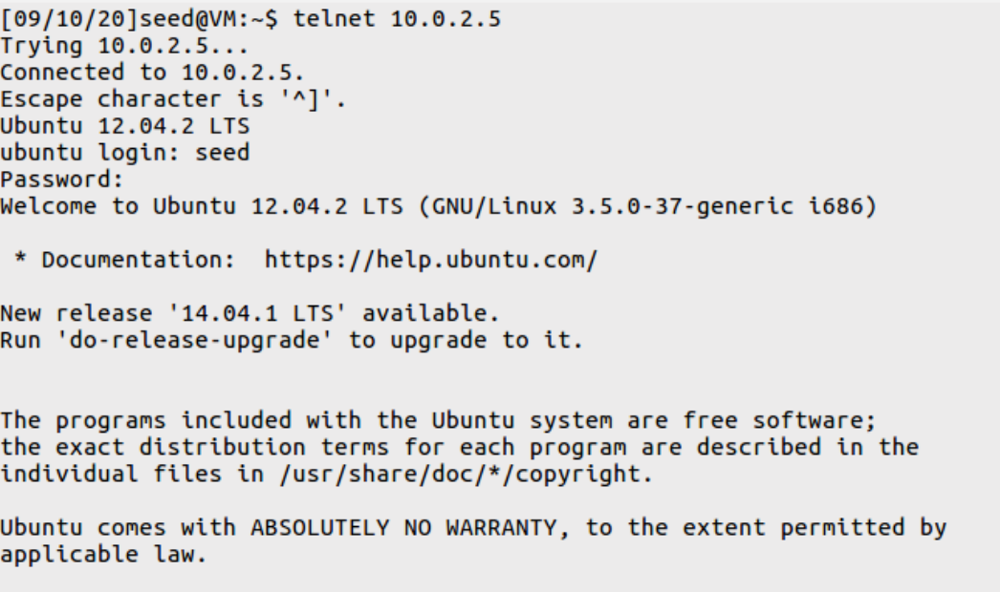 [09/10/20]seed@VM:~$ telnet 10.0.2.5
Trying 10.0.2.5...
Connected to 10.0.2.5.
Escape character is '^]'.
Ubuntu 12.04.2 LTS
ubuntu login: seed
Password:
Welcome to Ubuntu 12.04.2 LTS (GNU/Linux 3.5.0-37-generic i686)
 * Documentation:  https://help.ubuntu.com/
New release '14.04.1 LTS' available.
Run 'do-release-upgrade' to upgrade to it.
The programs included with the Ubuntu system are free software;
the exact distribution terms for each program are described in the
individual files in /usr/share/doc/*/copyright.
Ubuntu comes with ABSOLUTELY NO WARRANTY, to the extent permitted by
applicable law.